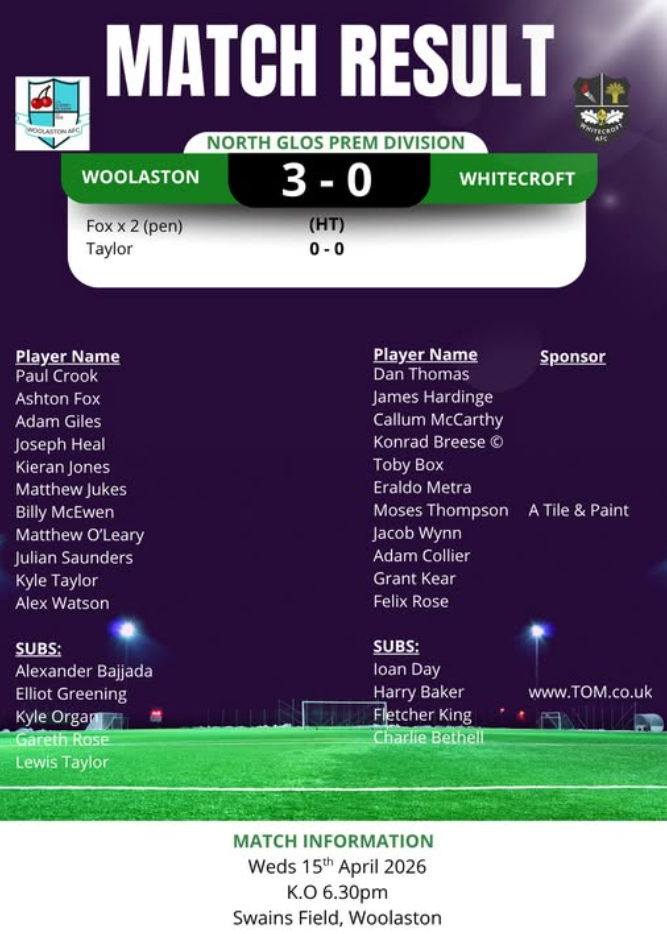 MATCH RESULT
WOOLASTON AFC
WHITECROFT
AFC
NORTH GLOS PREM DIVISION
WOOLASTON 3 - 0 WHITECROFT
Fox x 2 (pen) (HT)
Taylor 0 - 0
Player Name
Paul Crook
Ashton Fox
Adam Giles
Joseph Heal
Kieran Jones
Matthew Jukes
Billy McEwen
Matthew O’Leary
Julian Saunders
Kyle Taylor
Alex Watson
SUBS:
Alexander Bajjada
Elliot Greening
Kyle Organ
Gareth Rose
Lewis Taylor
Player Name Sponsor
Dan Thomas
James Hardinge
Callum McCarthy
Konrad Breese ©
Toby Box
Eraldo Metra
Moses Thompson A Tile & Paint
Jacob Wynn
Adam Collier
Grant Kear
Felix Rose
SUBS:
Ioan Day
Harry Baker www.TOM.co.uk
Fletcher King
Charlie Bethell
MATCH INFORMATION
Weds 15th April 2026
K.O 6.30pm
Swains Field, Woolaston